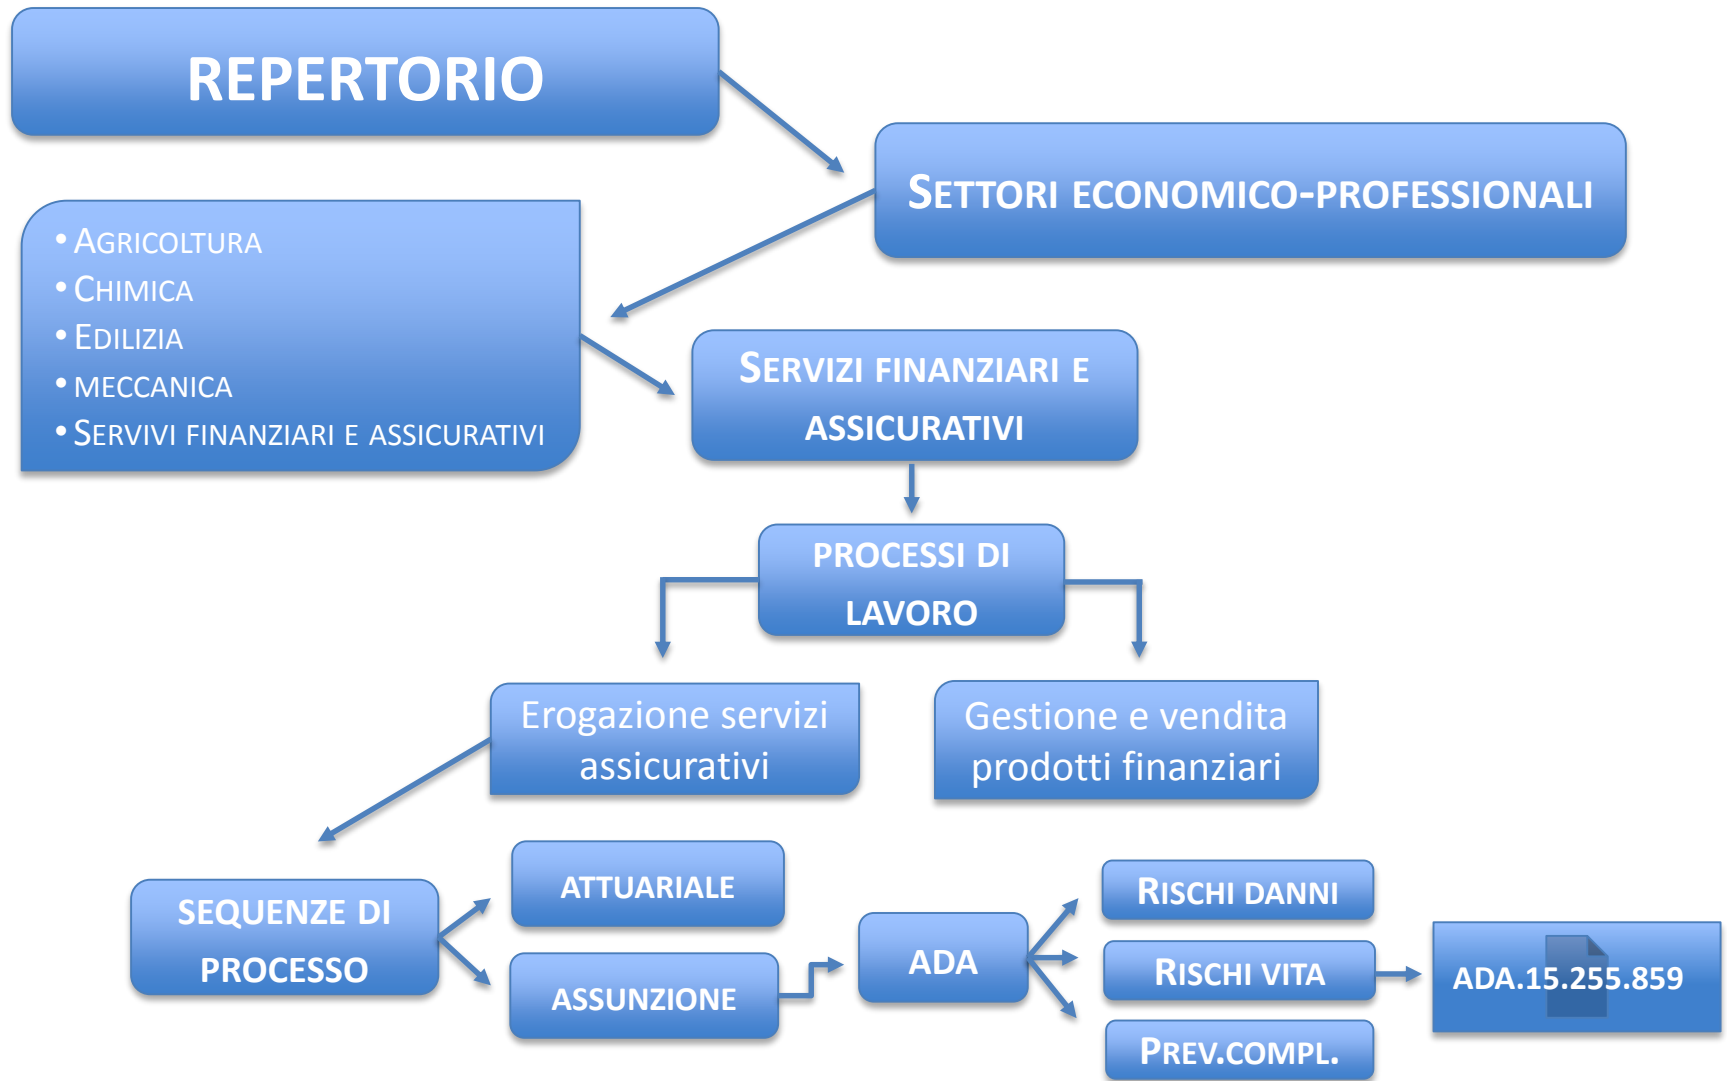 REPERTORIO
SETTORI ECONOMICO-PROFESSIONALI
• AGRICOLTURA
• CHIMICA
• EDILIZIA
• MECCANICA
• SERVIVI FINANZIARI E ASSICURATIVI
SERVIZI FINANZIARI E
ASSICURATIVI
PROCESSI DI
LAVORO
Erogazione servizi
assicurativi
Gestione e vendita
prodotti finanziari
SEQUENZE DI
PROCESSO
ATTUARIALE
ASSUNZIONE
ADA
RISCHI DANNI
RISCHI VITA
PREV.COMPL.
ADA.15.255.859